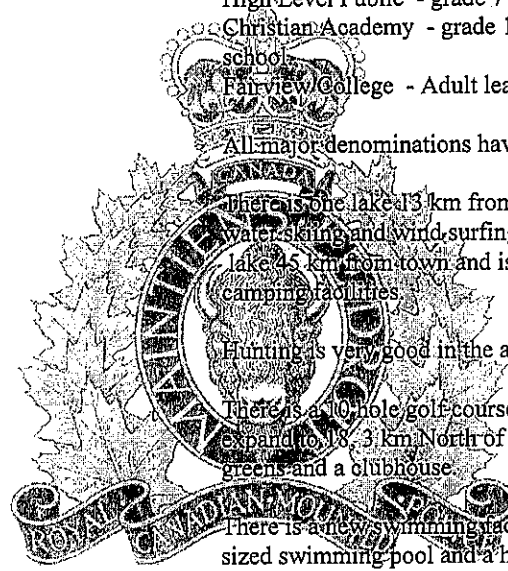 High Level Public - grade 7
Christian Academy - grade 1
school.
Fairview College - Adult lea
All major denominations hav
There is one lake 13 km from
water skiing and wind surfing
lake 45 km from town and is
camping facilities.
Hunting is very good in the a
There is a 10 hole golf course
expand to 18, 3 km North of
greens and a clubhouse.
There is a new swimming fac
sized swimming pool and a h
CANADA
MAINTIENS LE DROIT
ROYAL CANADIAN MOUNTED